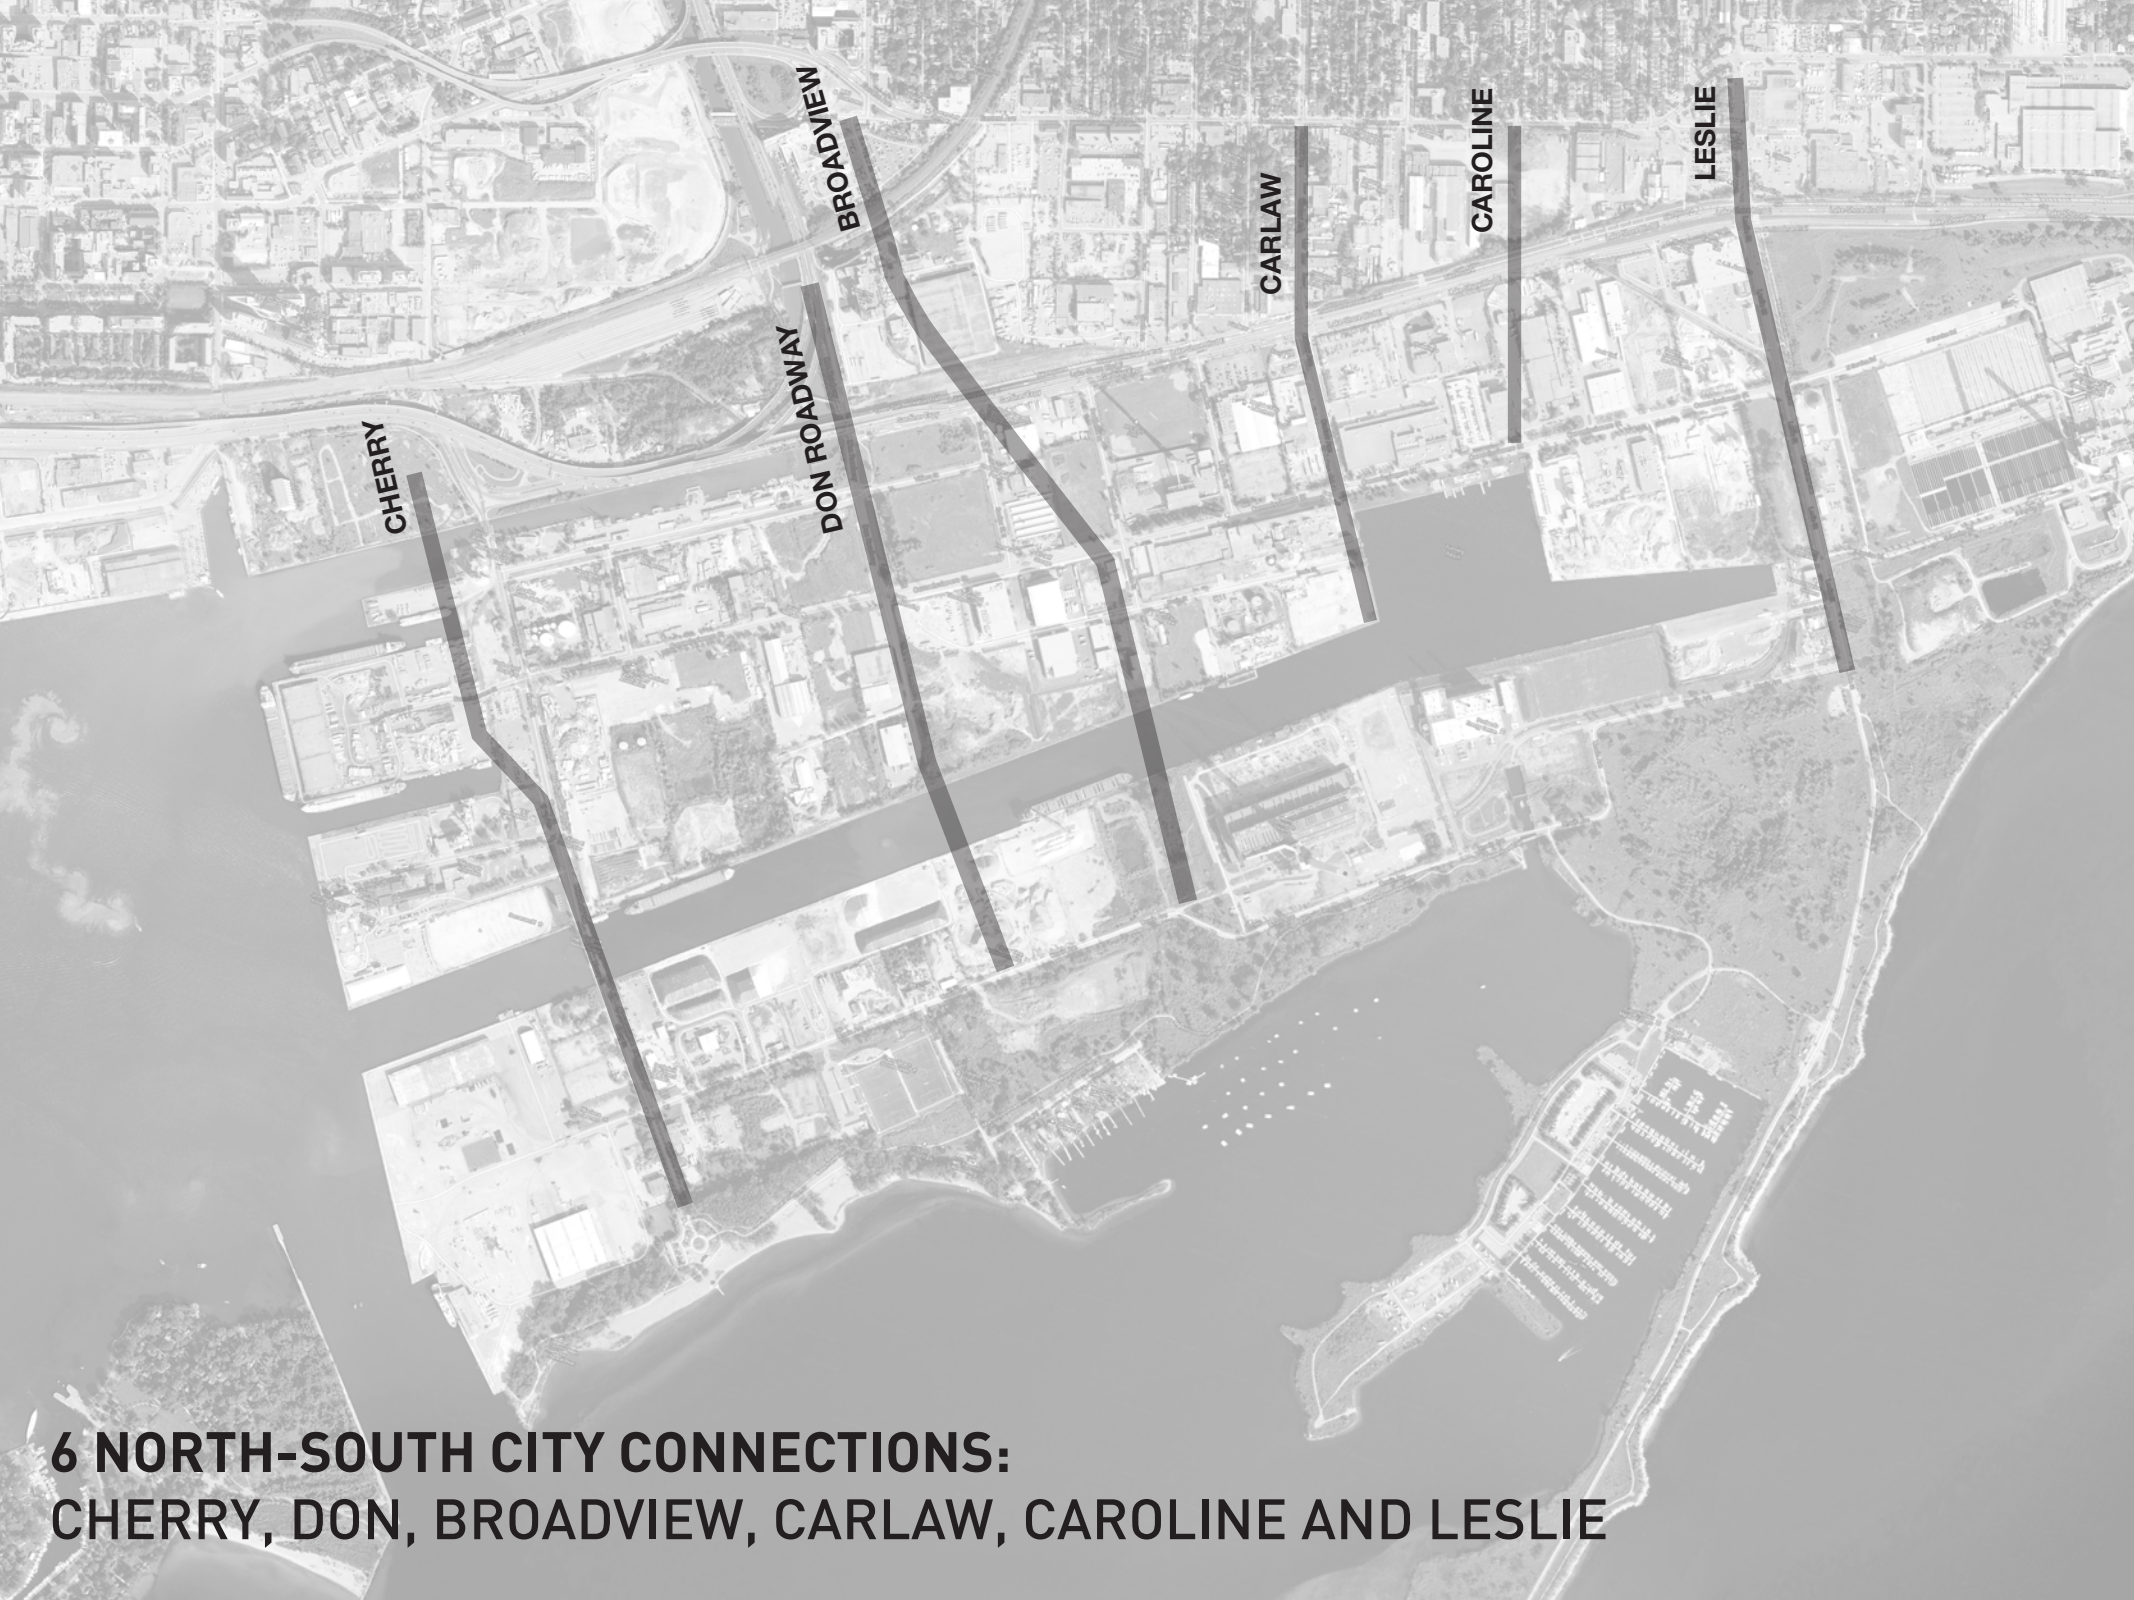 BROADVIEW
CARLAW
CAROLINE
LESLIE
DON ROADWAY
CHERRY
6 NORTH-SOUTH CITY CONNECTIONS:
CHERRY, DON, BROADVIEW, CARLAW, CAROLINE AND LESLIE